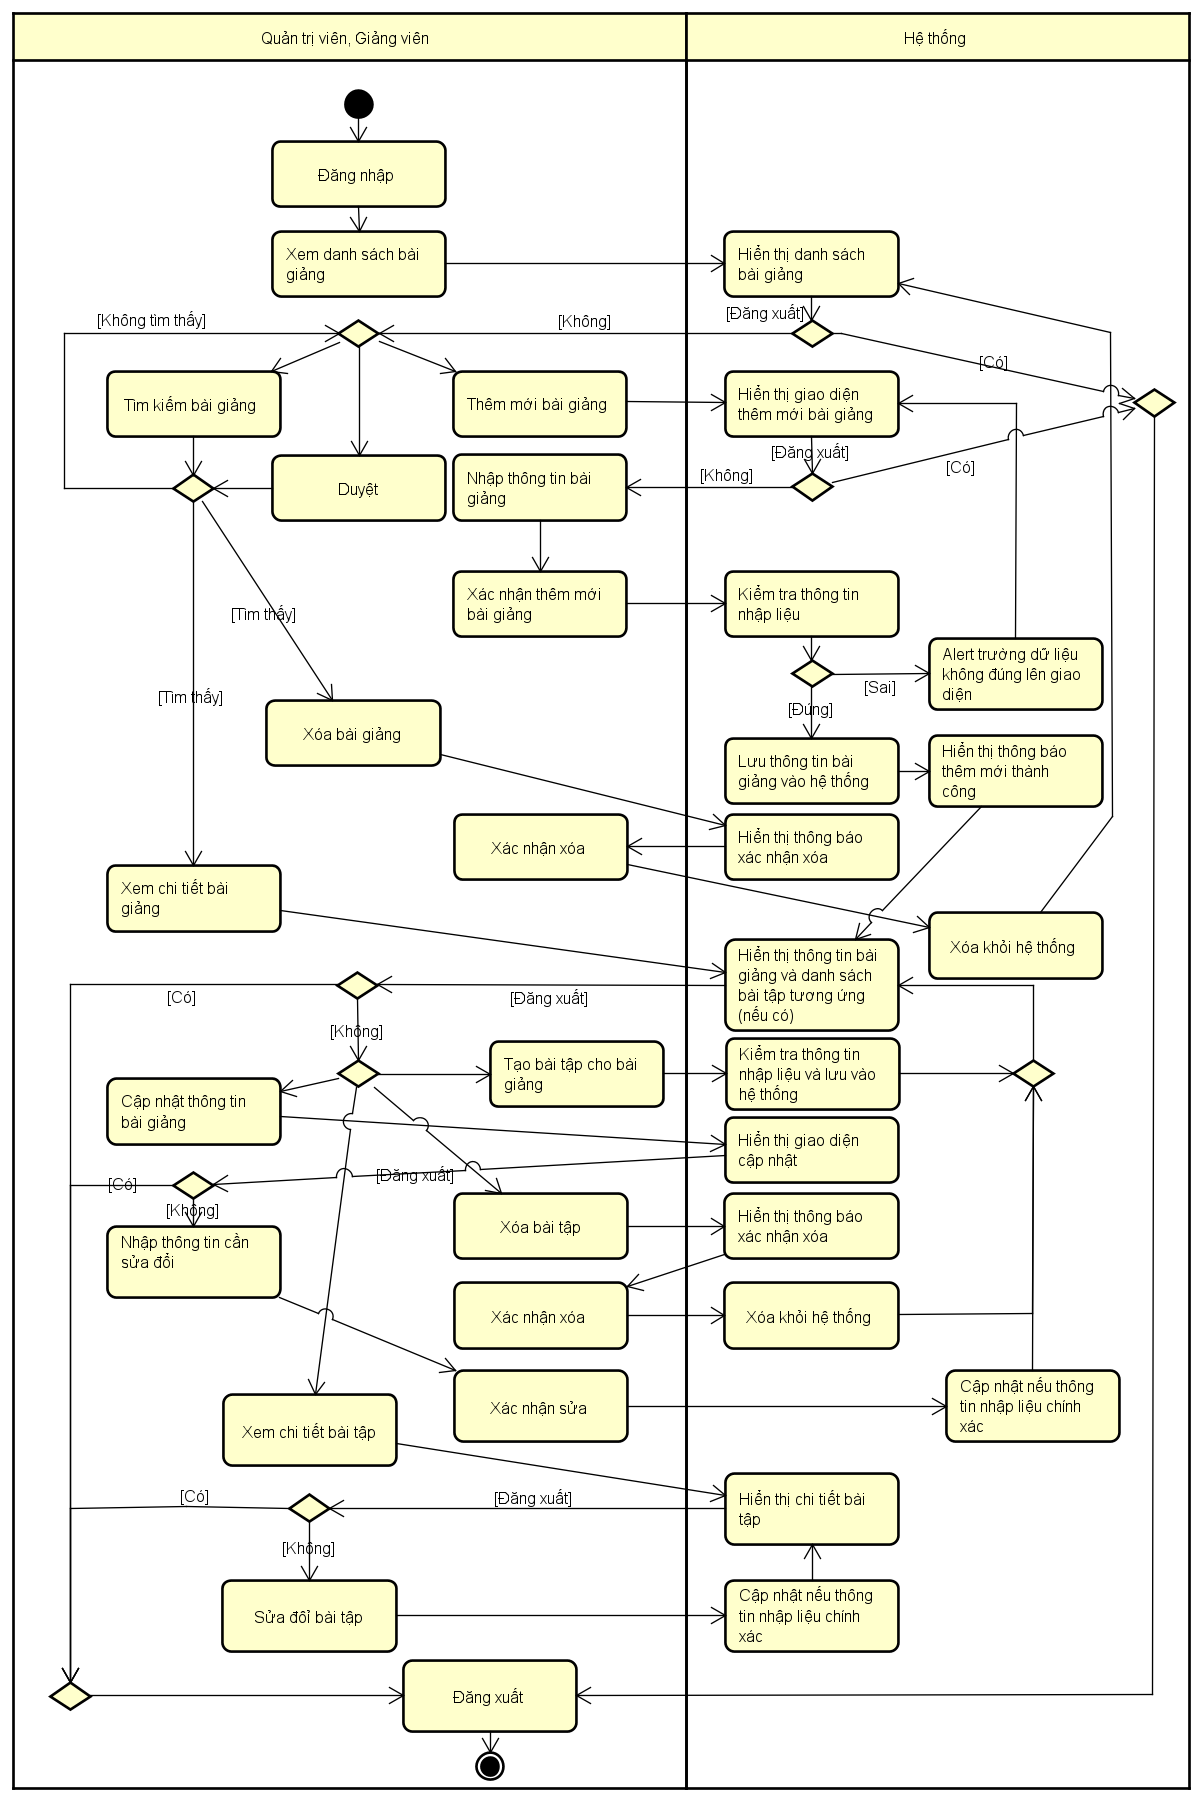 Quản trị viên, Giảng viên
Hệ thống
Đăng nhập
Xem danh sách bài
giảng
Hiển thị danh sách
bài giảng
[Không tìm thấy]
[Không]
[Đăng xuất]
[Có]
Tìm kiếm bài giảng
Thêm mới bài giảng
Hiển thị giao diện
thêm mới bài giảng
[Đăng xuất]
[Có]
[Không]
Duyệt
Nhập thông tin bài
giảng
Xác nhận thêm mới
bài giảng
Kiểm tra thông tin
nhập liệu
[Tìm thấy]
[Tìm thấy]
[Sai]
Alert trường dữ liệu
không đúng lên giao
diện
[Đúng]
Xóa bài giảng
Lưu thông tin bài
giảng vào hệ thống
Hiển thị thông báo
thêm mới thành
công
Xác nhận xóa
Hiển thị thông báo
xác nhận xóa
Xem chi tiết bài
giảng
Xóa khỏi hệ thống
Hiển thị thông tin bài
giảng và danh sách
bài tập tương ứng
(nếu có)
[Có]
[Đăng xuất]
[Không]
Tạo bài tập cho bài
giảng
Kiểm tra thông tin
nhập liệu và lưu vào
hệ thống
Cập nhật thông tin
bài giảng
Hiển thị giao diện
cập nhật
[Có]
[Đăng xuất]
[Không]
Xóa bài tập
Hiển thị thông báo
xác nhận xóa
Nhập thông tin cần
sửa đổi
Xác nhận xóa
Xóa khỏi hệ thống
Xác nhận sửa
Cập nhật nếu thông
tin nhập liệu chính
xác
Xem chi tiết bài tập
[Có]
[Đăng xuất]
Hiển thị chi tiết bài
tập
[Không]
Sửa đổi bài tập
Cập nhật nếu thông
tin nhập liệu chính
xác
Đăng xuất